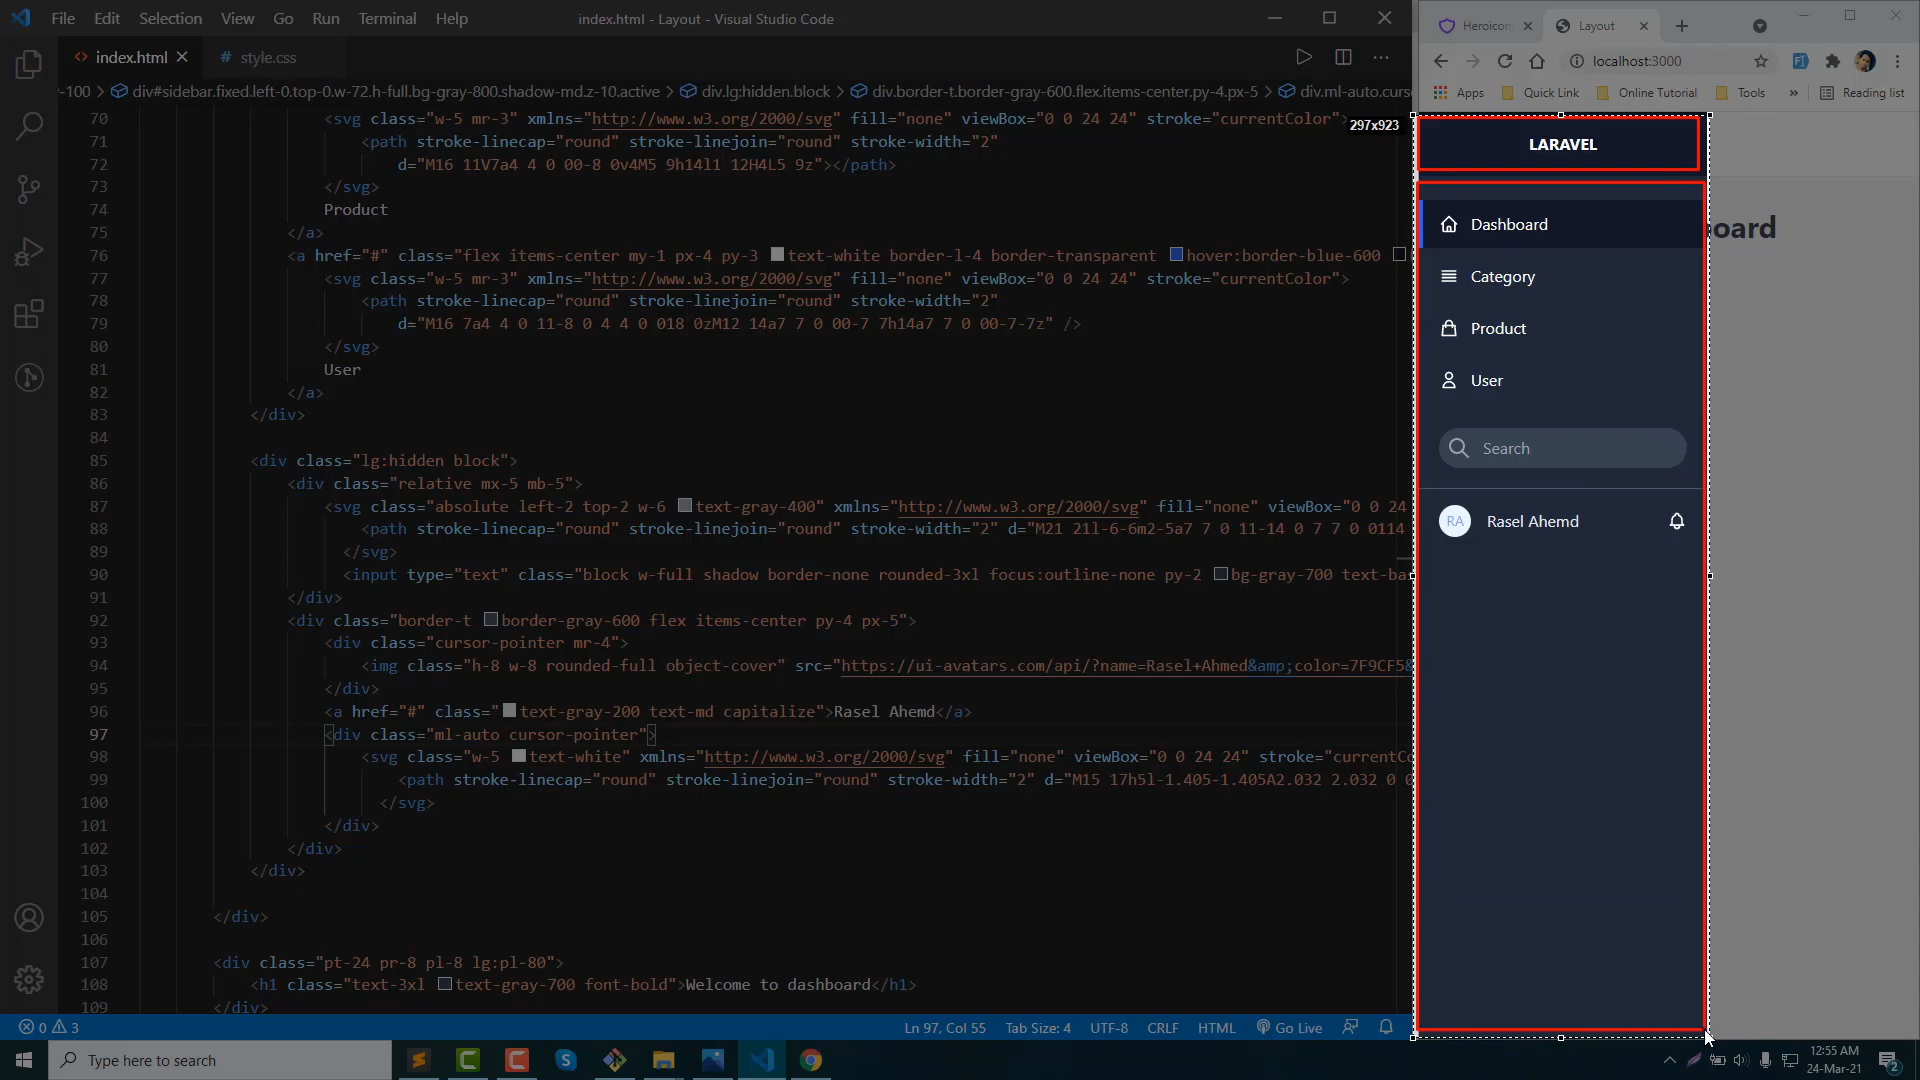 File Edit Selection View Go Run Terminal Help
index.html - Layout - Visual Studio Code
index.html
# style.css
-100 > div#sidebar.fixed.left-0.top-0.w-72.h-full.bg-gray-800.shadow-md.z-10.active > div.lg:hidden.block > div.border-t.border-gray-600.flex.items-center.py-4.px-5 > div.ml-auto.curso
70 <svg class="w-5 mr-3" xmlns="http://www.w3.org/2000/svg" fill="none" viewBox="0 0 24 24" stroke="currentColor">
71 <path stroke-linecap="round" stroke-linejoin="round" stroke-width="2"
72 d="M16 11V7a4 4 0 00-8 0v4M5 9h14l1 12H4L5 9z"></path>
73 </svg>
74 Product
75 </a>
76 <a href="#" class="flex items-center my-1 px-4 py-3 text-white border-l-4 border-transparent hover:border-blue-600
77 <svg class="w-5 mr-3" xmlns="http://www.w3.org/2000/svg" fill="none" viewBox="0 0 24 24" stroke="currentColor">
78 <path stroke-linecap="round" stroke-linejoin="round" stroke-width="2"
79 d="M16 7a4 4 0 11-8 0 4 4 0 018 0zM12 14a7 7 0 00-7 7h14a7 7 0 00-7-7z" />
80 </svg>
81 User
82 </a>
83 </div>
84
85 <div class="lg:hidden block">
86 <div class="relative mx-5 mb-5">
87 <svg class="absolute left-2 top-2 w-6 text-gray-400" xmlns="http://www.w3.org/2000/svg" fill="none" viewBox="0 0 24
88 <path stroke-linecap="round" stroke-linejoin="round" stroke-width="2" d="M21 21l-6-6m2-5a7 7 0 11-14 0 7 7 0 0114
89 </svg>
90 <input type="text" class="block w-full shadow border-none rounded-3xl focus:outline-none py-2 bg-gray-700 text-ba
91 </div>
92 <div class="border-t border-gray-600 flex items-center py-4 px-5">
93 <div class="cursor-pointer mr-4">
94 <img class="h-8 w-8 rounded-full object-cover" src="https://ui-avatars.com/api/?name=Rasel+Ahmed&amp;color=7F9CF5&
95 </div>
96 <a href="#" class="text-gray-200 text-md capitalize">Rasel Ahemd</a>
97 <div class="ml-auto cursor-pointer">
98 <svg class="w-5 text-white" xmlns="http://www.w3.org/2000/svg" fill="none" viewBox="0 0 24 24" stroke="currentCo
99 <path stroke-linecap="round" stroke-linejoin="round" stroke-width="2" d="M15 17h5l-1.405-1.405A2.032 2.032 0 0
100 </svg>
101 </div>
102 </div>
103 </div>
104
105 </div>
106
107 <div class="pt-24 pr-8 pl-8 lg:pl-80">
108 <h1 class="text-3xl text-gray-700 font-bold">Welcome to dashboard</h1>
109 </div>
0 3
Ln 97, Col 55 Tab Size: 4 UTF-8 CRLF HTML Go Live
Heroicon
Layout
localhost:3000
Apps Quick Link Online Tutorial Tools » Reading list
297x923
LARAVEL
Dashboard
oard
Category
Product
User
Search
RA Rasel Ahemd
Type here to search
12:55 AM
24-Mar-21
2